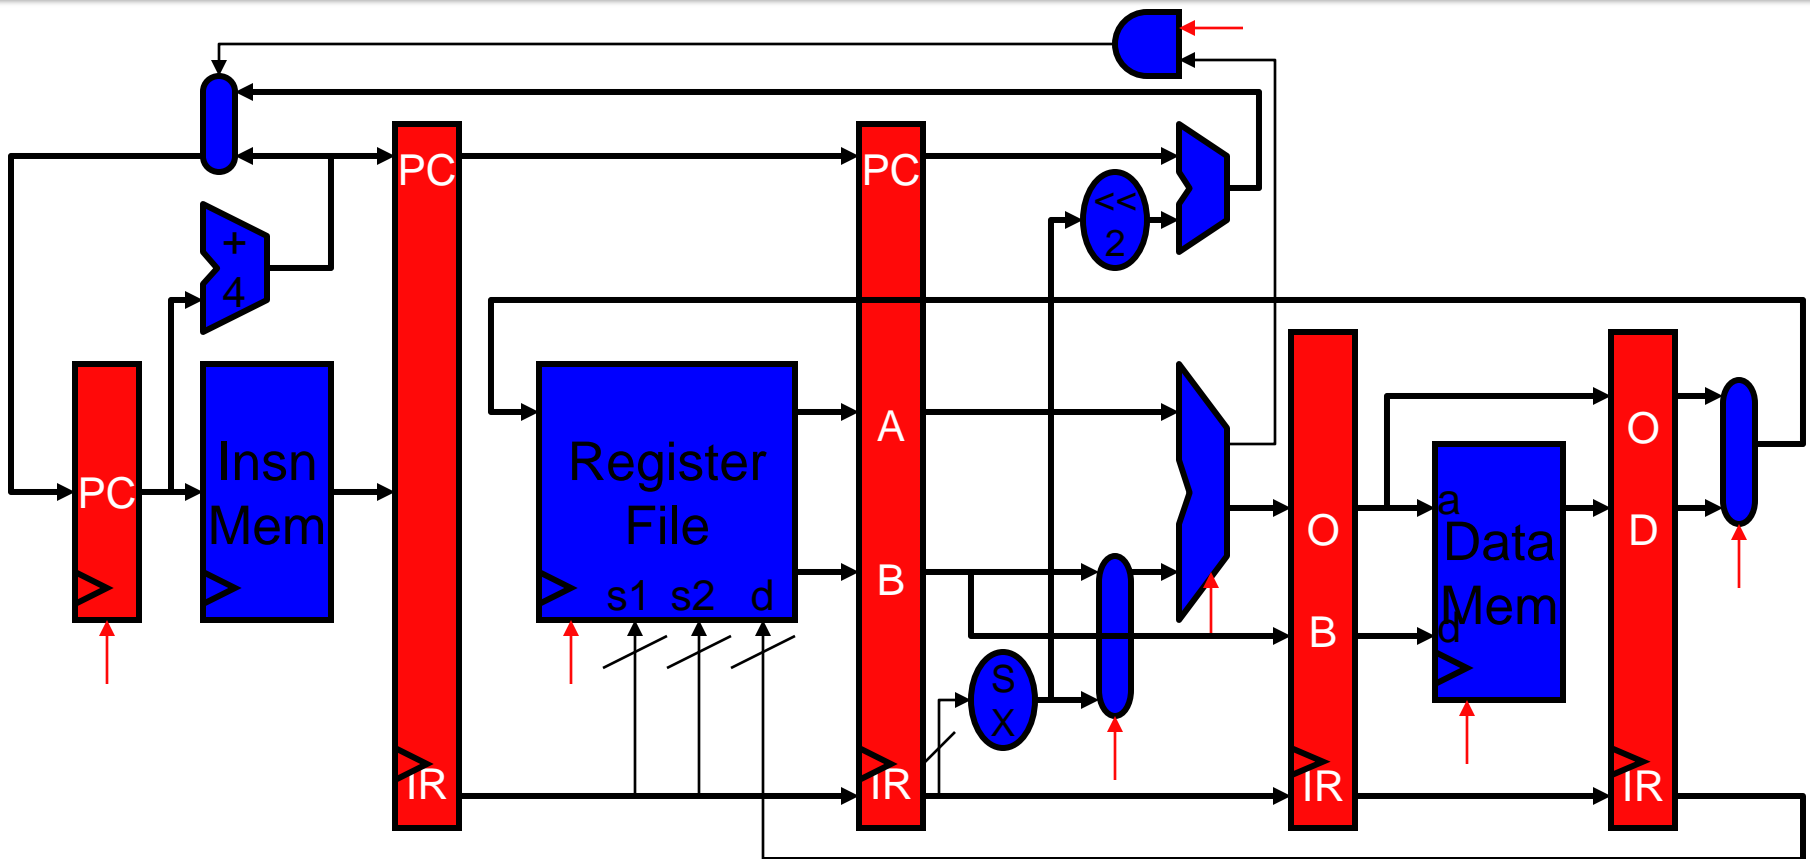 PC
PC
<<
2
+
4
A
O
Insn
Mem
Register
File
PC
a
O
D
Data
Mem
B
s1 s2 d
B
d
S
X
IR
IR
IR
IR